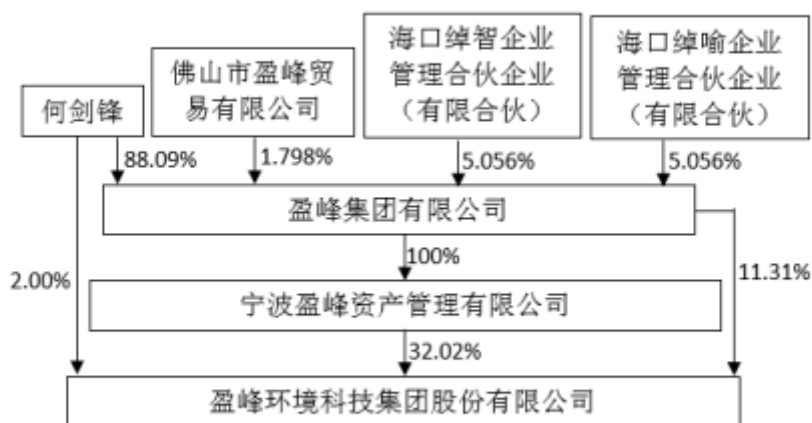 何剑锋
佛山市盈峰贸
易有限公司
海口绰智企业
管理合伙企业
（有限合伙）
海口绰喻企业
管理合伙企业
（有限合伙）
88.09%
1.798%
5.056%
5.056%
盈峰集团有限公司
2.00%
100%
11.31%
宁波盈峰资产管理有限公司
32.02%
盈峰环境科技集团股份有限公司